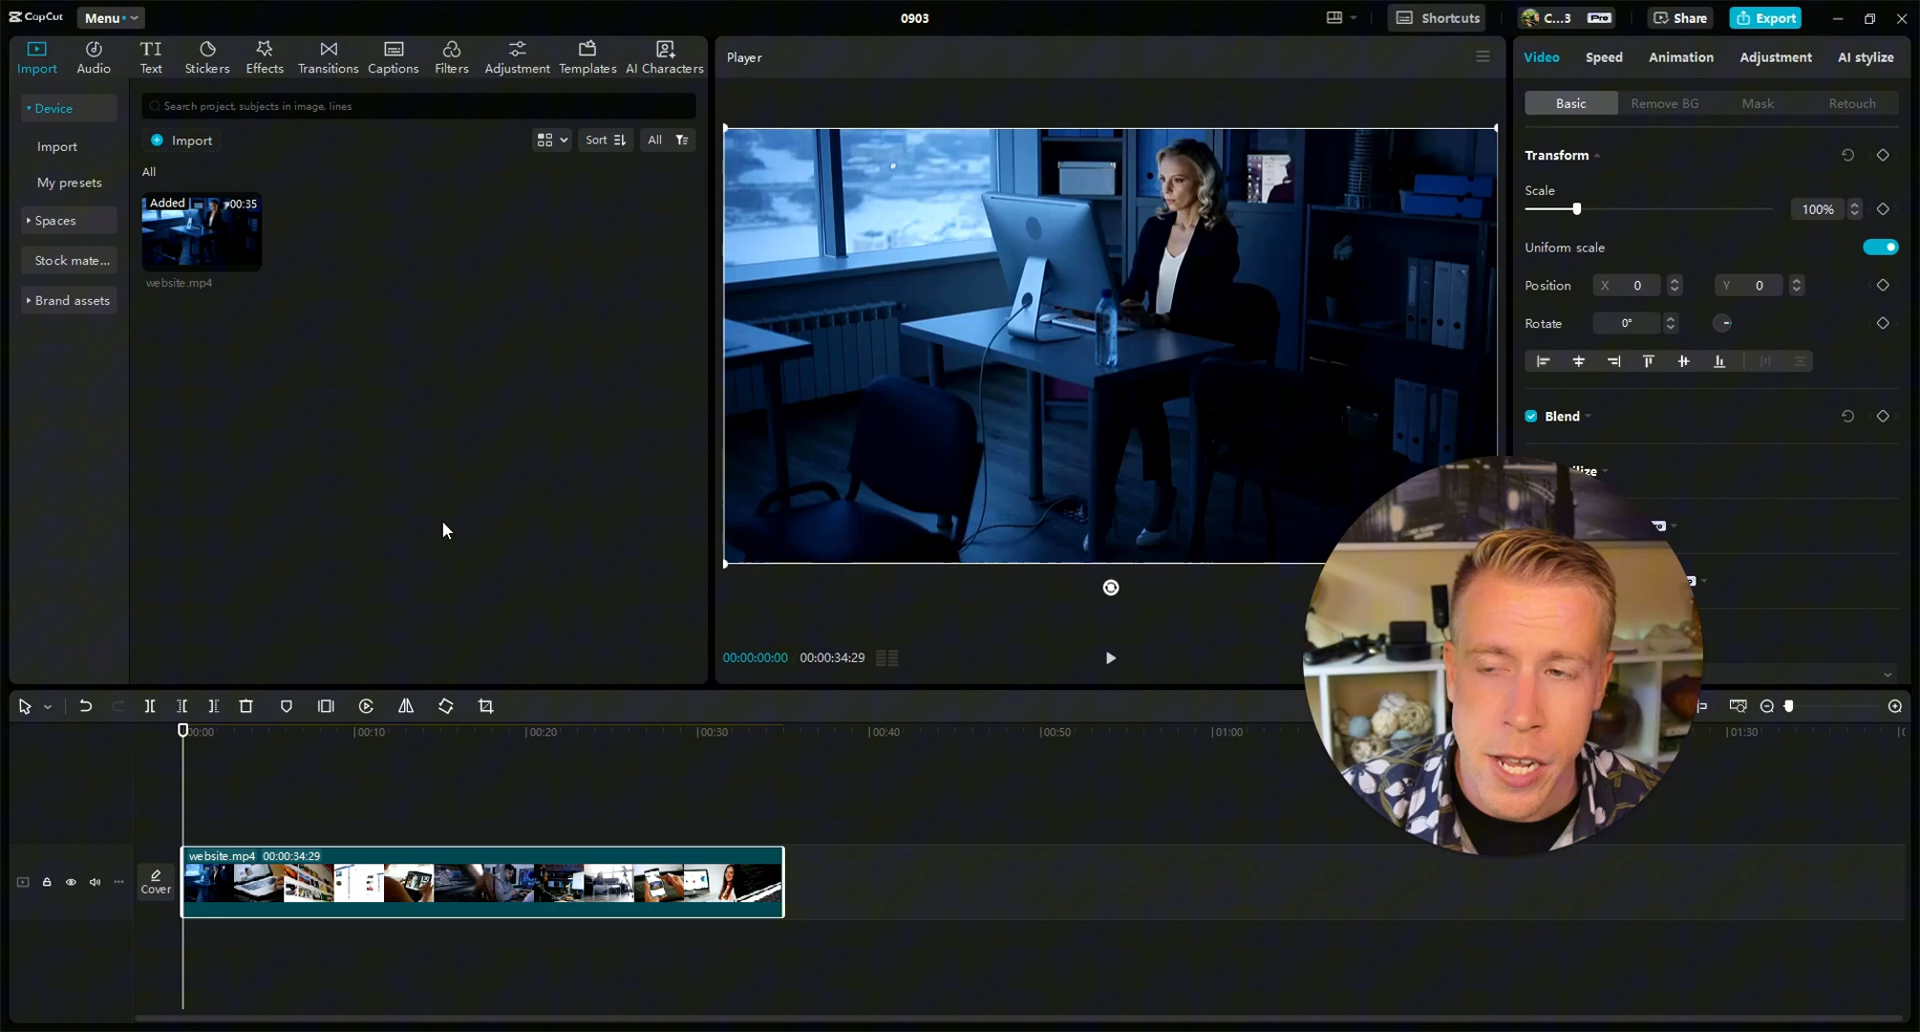 CapCut
Menu
0903
Shortcuts
C...3
Pro
Share
Export
Import
Audio
TI
Text
Stickers
Effects
Transitions
Captions
Filters
Adjustment
Templates
AI Characters
Player
Video
Speed
Animation
Adjustment
AI stylize
Device
Import
My presets
Spaces
Stock mate...
Brand assets
Search project, subjects in image, lines
Import
Sort
All
All
Added
00:35
website.mp4
Basic
Remove BG
Mask
Retouch
Transform
Scale
100%
Uniform scale
Position
X
0
Y
0
Rotate
0°
Blend
ilize
00:00:00:00
00:00:34:29
00:00
00:10
00:20
00:30
00:40
00:50
01:00
01:30
website.mp4 00:00:34:29
Cover